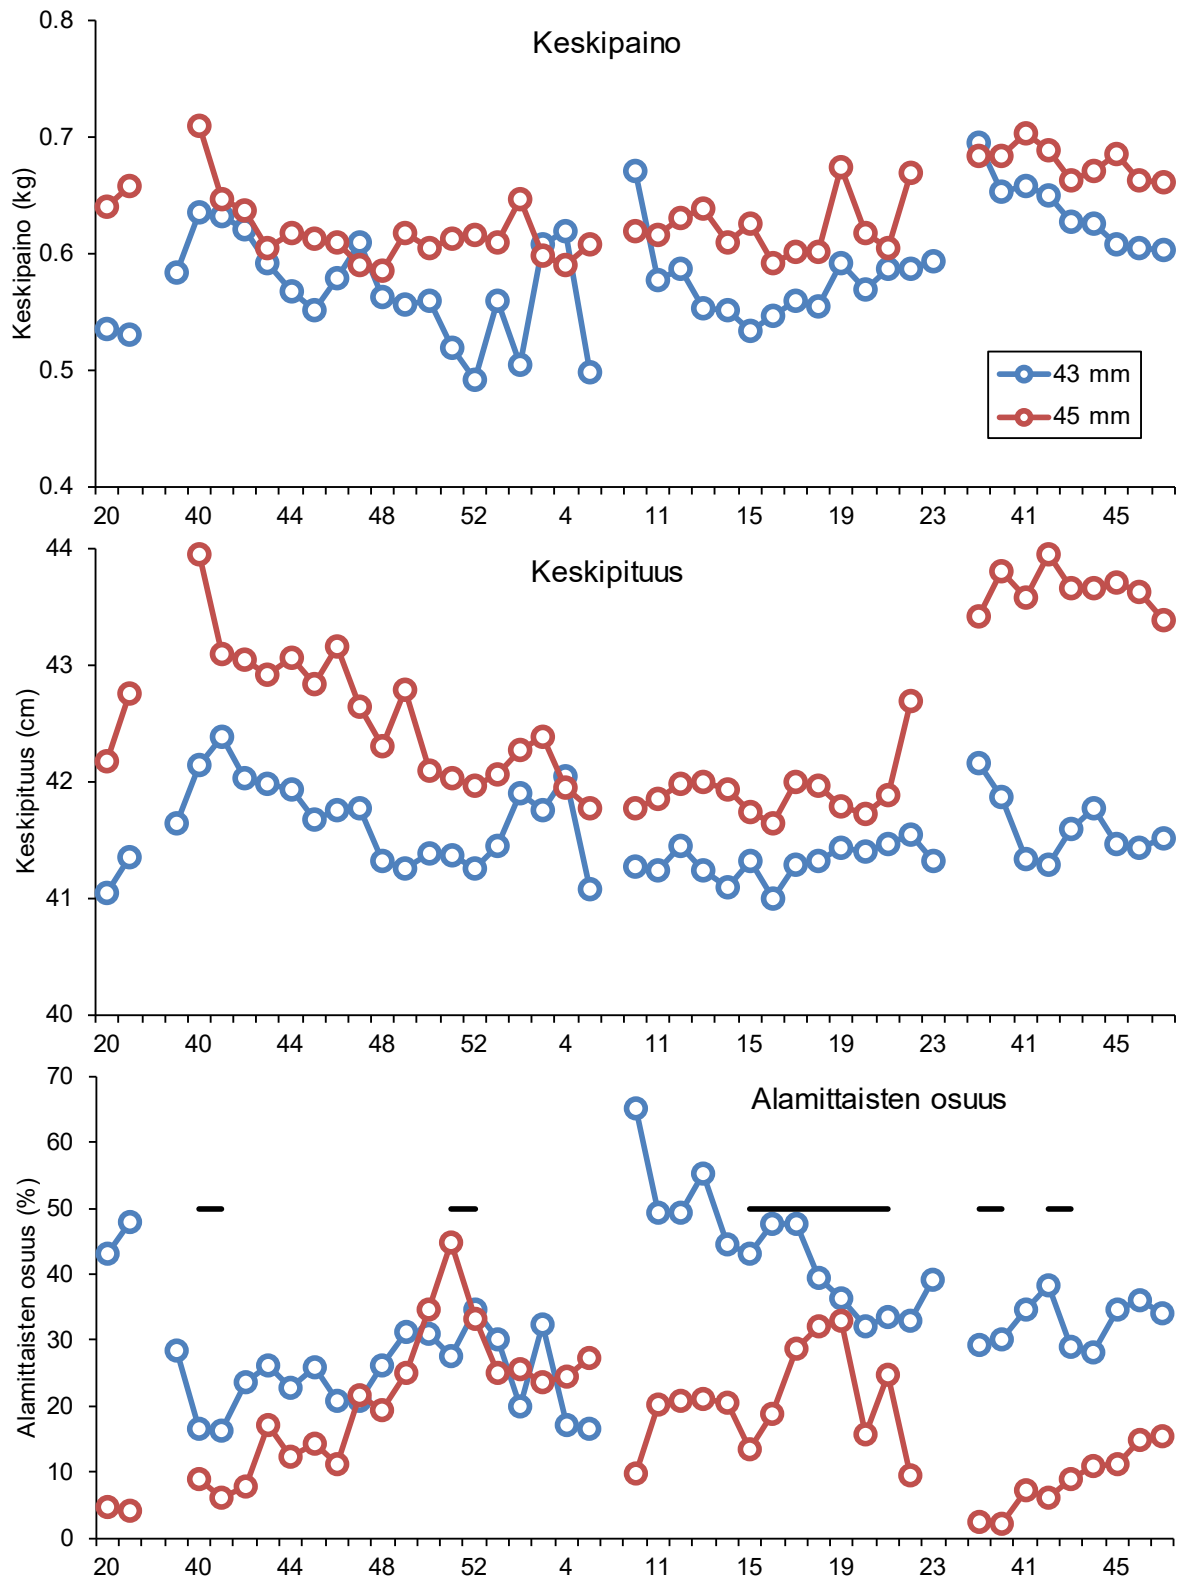 Keskipaino
Keskipaino (kg)
0.8
0.7
0.6
0.5
0.4
43 mm
45 mm
20 40 44 48 52 4 11 15 19 23 41 45
Keskipituus
Keskipituus (cm)
44
43
42
41
40
20 40 44 48 52 4 11 15 19 23 41 45
Alamittaisten osuus
Alamittaisten osuus (%)
70
60
50
40
30
20
10
0
20 40 44 48 52 4 11 15 19 23 41 45